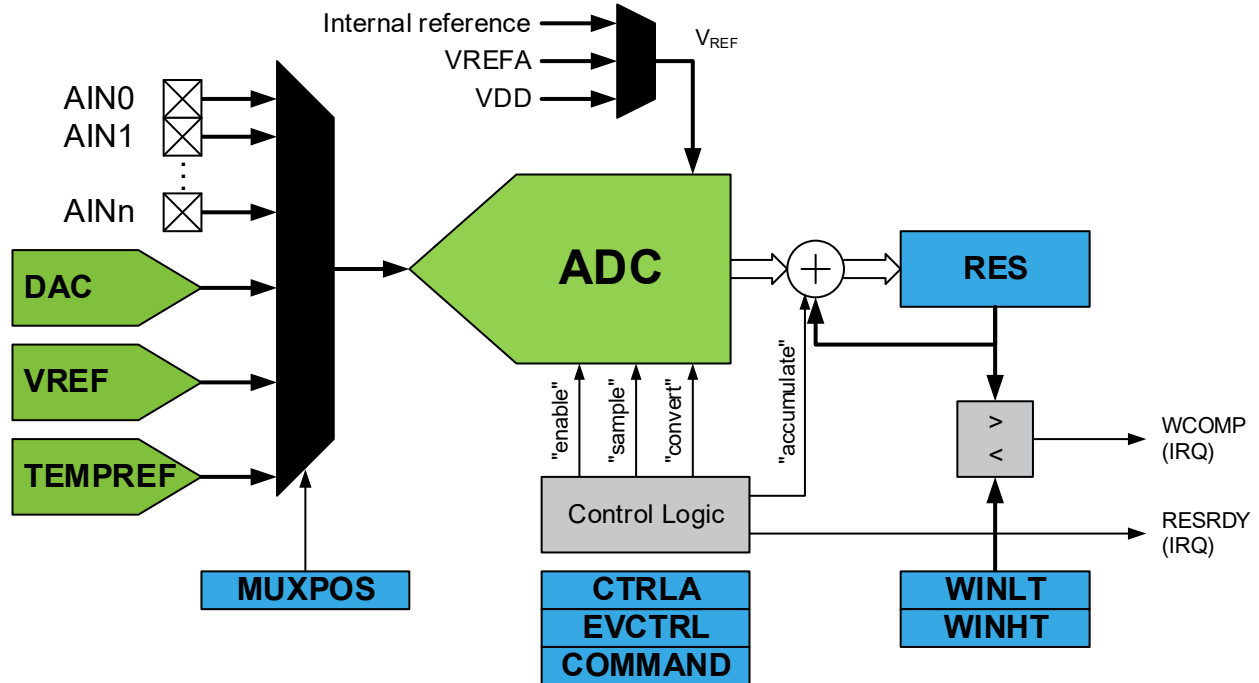 Internal reference
VREFA
VDD
VREF
AIN0
AIN1
AINn
DAC
VREF
TEMPREF
ADC
+
RES
"enable"
"sample"
"convert"
"accumulate"
>
<
WCOMP
(IRQ)
Control Logic
RESRDY
(IRQ)
MUXPOS
CTRLA
EVCTRL
COMMAND
WINLT
WINHT